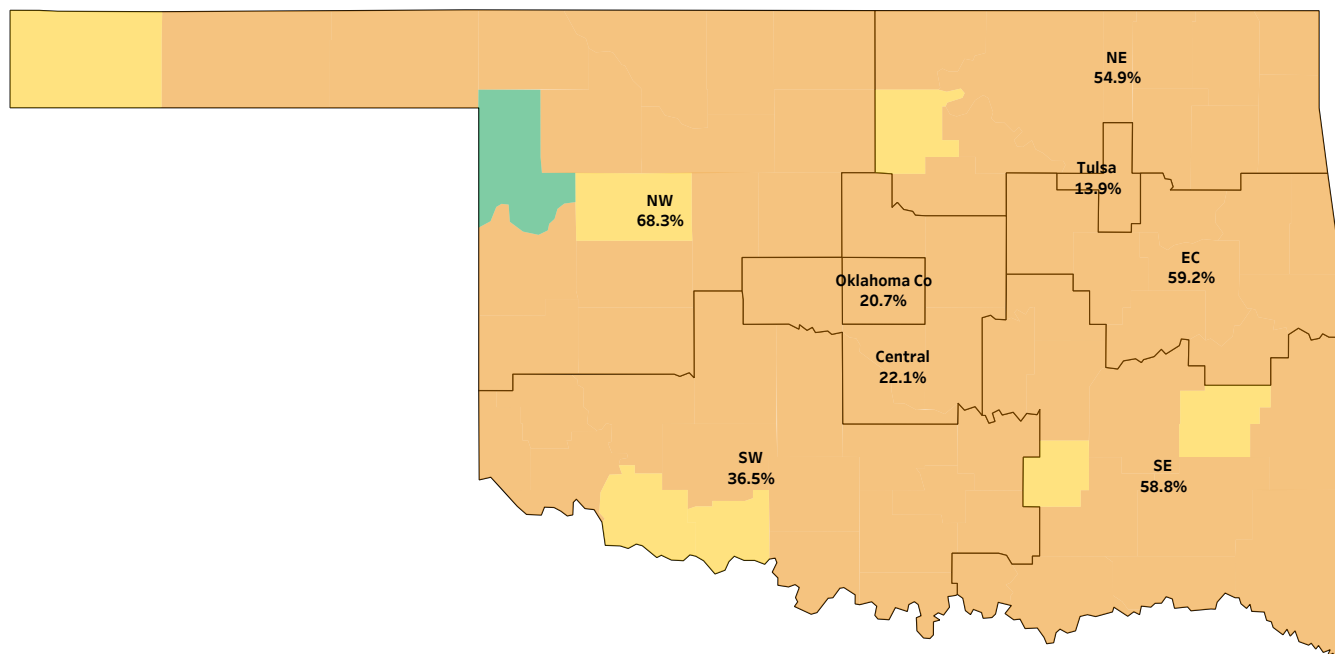 NE
54.9%
Tulsa
13.9%
NW
68.3%
EC
59.2%
Oklahoma Co
20.7%
Central
22.1%
SW
36.5%
SE
58.8%